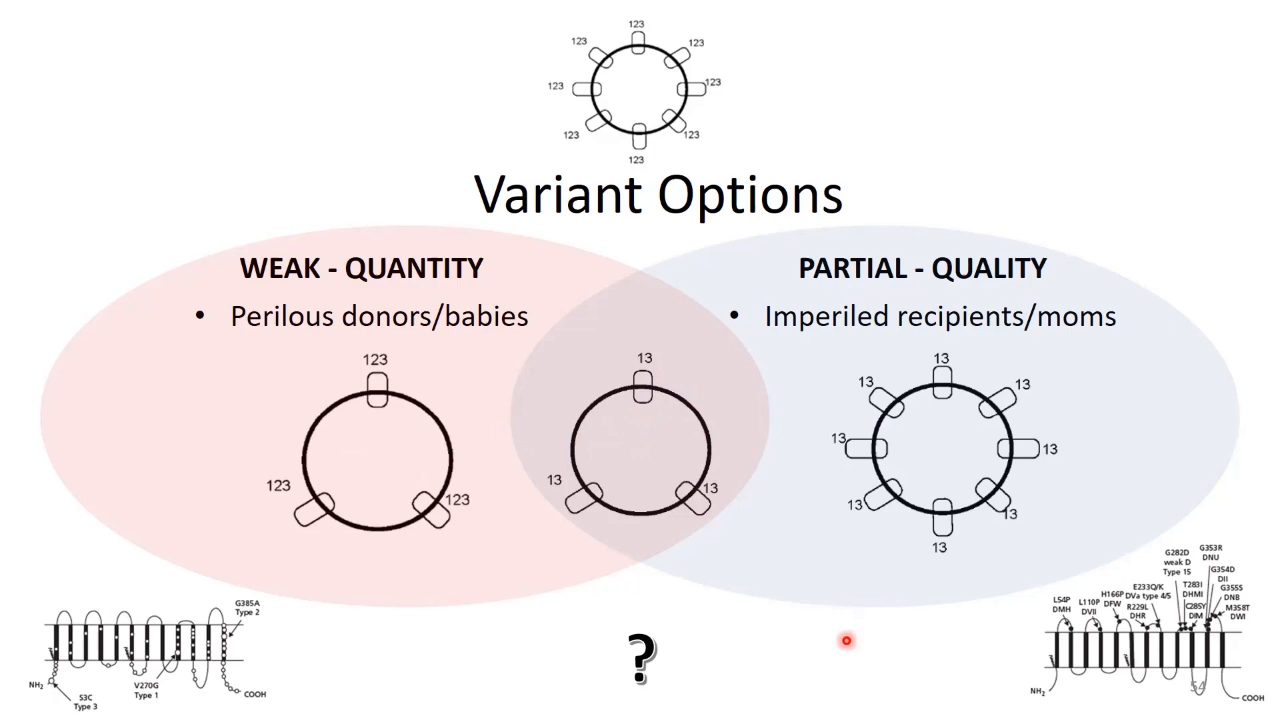 123
123
123
123
123
123
123
123
Variant Options
WEAK - QUANTITY
• Perilous donors/babies
123
123
123
13
13
13
PARTIAL - QUALITY
• Imperiled recipients/moms
13
13
13
13
13
13
13
13
G385A
Type 2
V270G
Type 1
S3C
Type 3
NH2
COOH
?
L54P
DMH
L110P
DVII
H166P
DFW
R229L
DHR
E233Q/K
DVa type 4/5
G282D
weak D
Type 15
T283I
DHMI
C285Y
DIM
G353R
DNU
G354D
DII
G355S
DNB
M358T
DWI
NH2
COOH
54